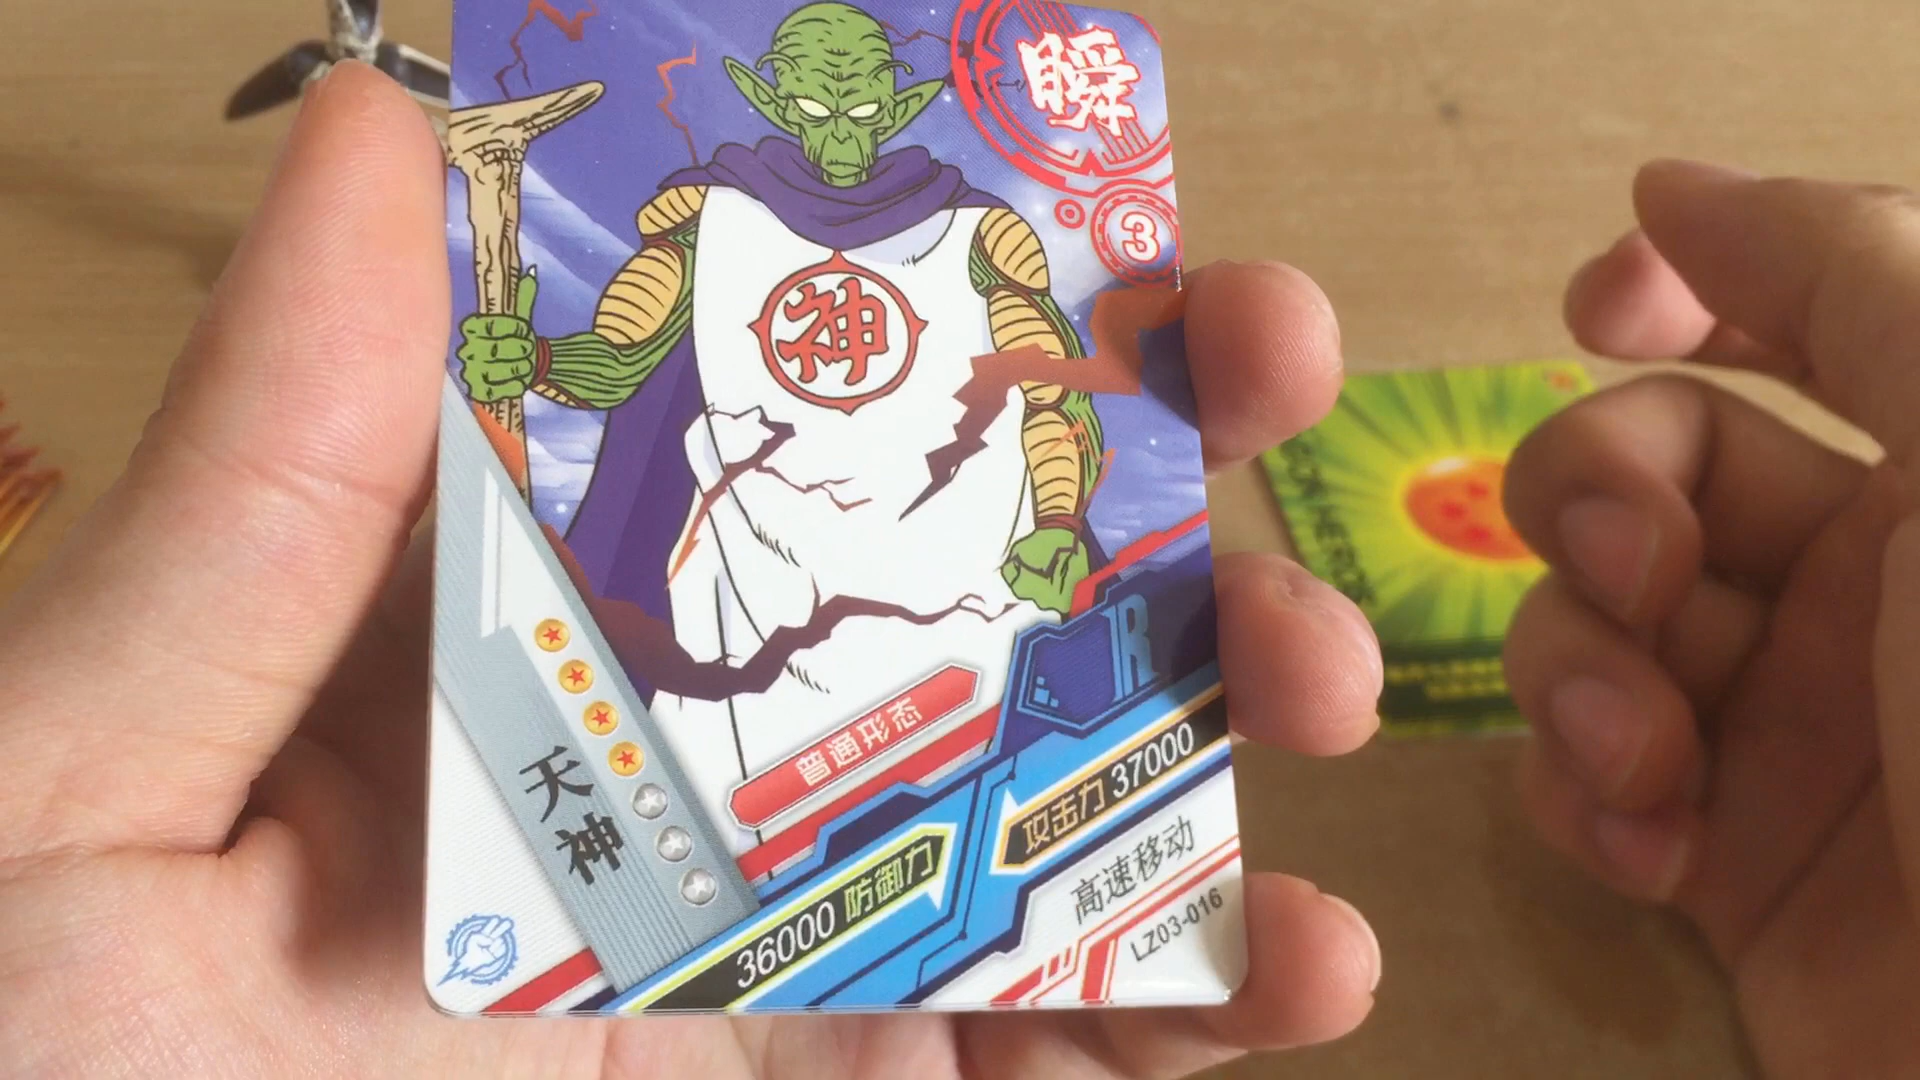 瞬
3
神
R
普通形态
天神
攻击力 37000
36000 防御力
高速移动
LZ03-016
HEROES